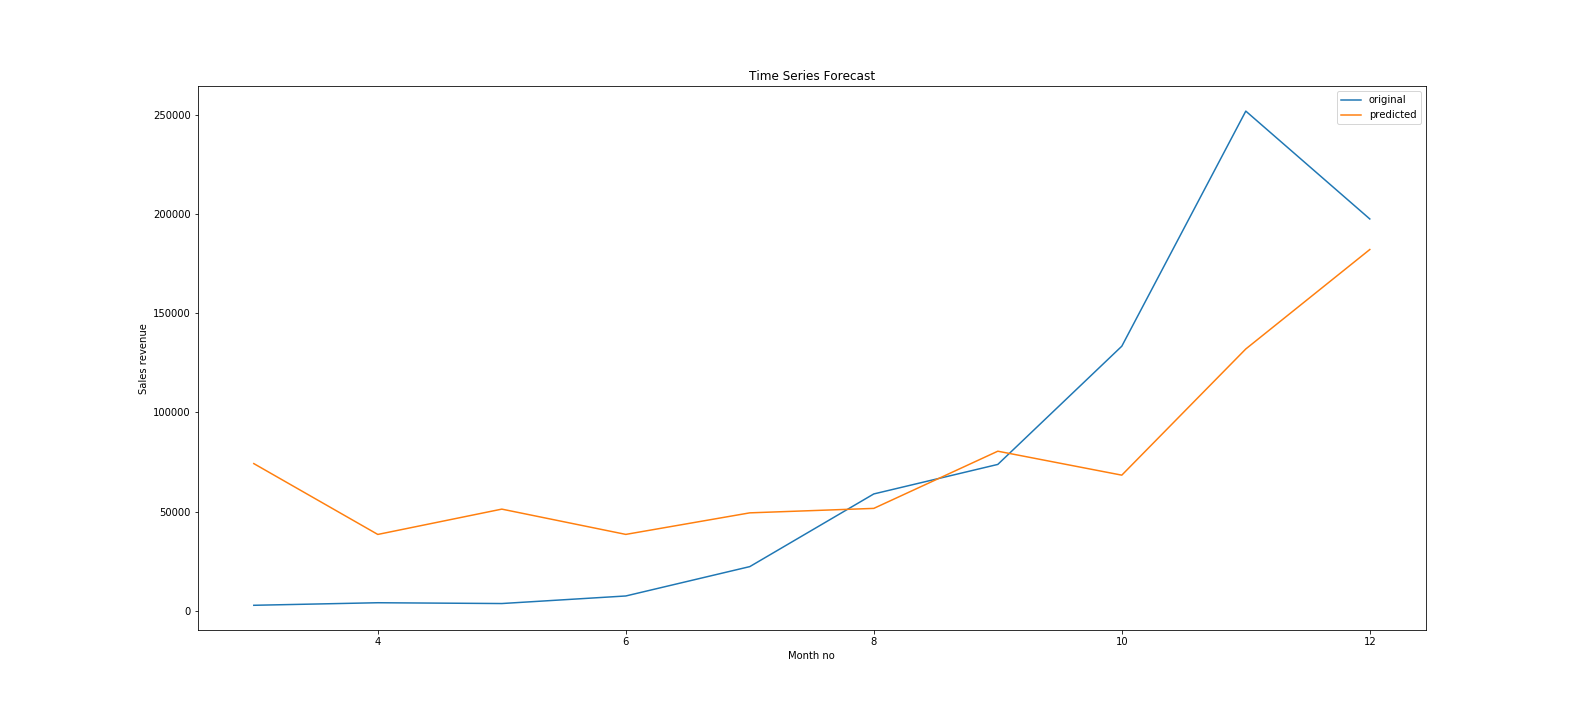 Time Series Forecast
original
predicted
250000
200000
150000
100000
50000
0
Sales revenue
4 6 8 10 12
Month no